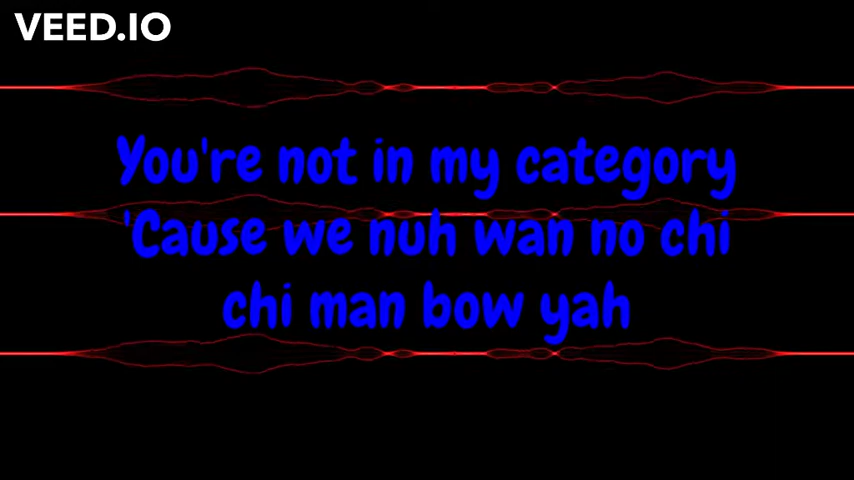 VEED.IO
You're not in my category
'Cause we nuh wan no chi
chi man bow yah